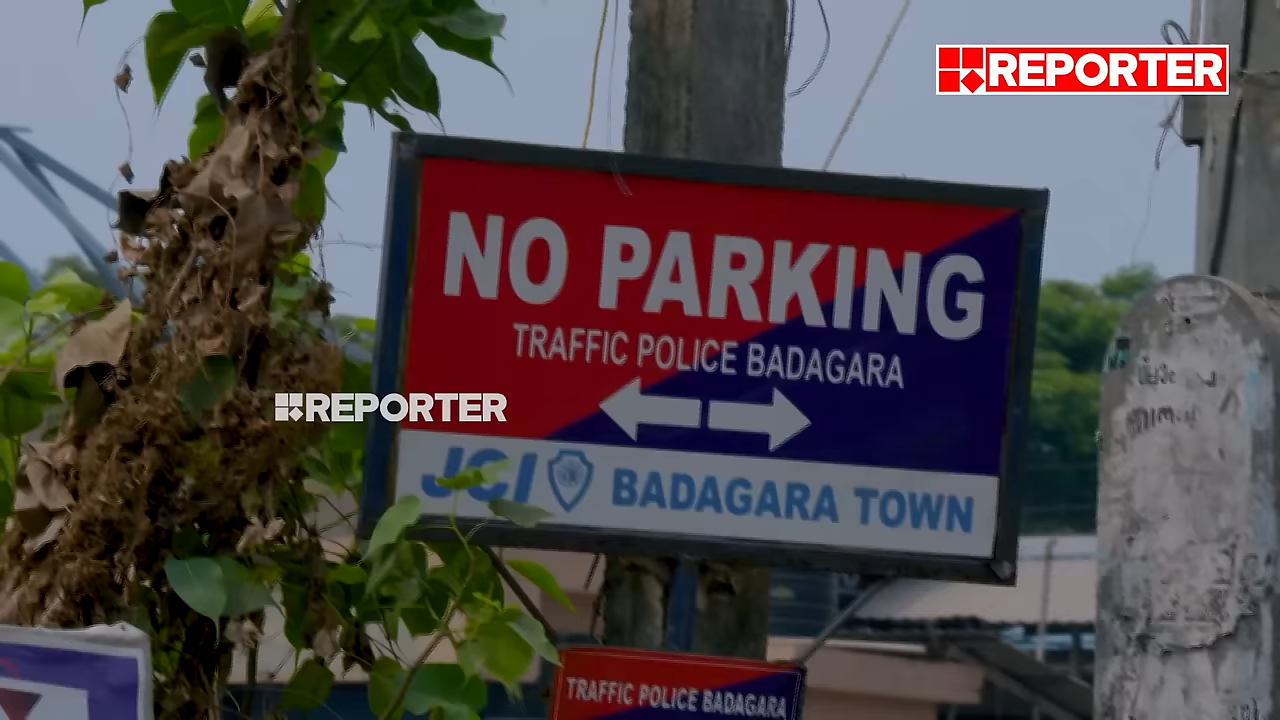 REPORTER
NO PARKING
TRAFFIC POLICE BADAGARA
REPORTER
JCI BADAGARA TOWN
TRAFFIC POLICE BADAGARA